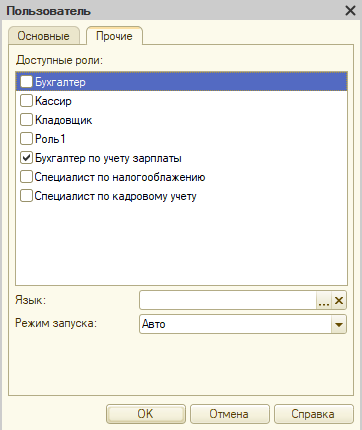 Пользователь
Основные Прочие
Доступные роли:
Бухгалтер
Кассир
Кладовщик
Роль1
Бухгалтер по учету зарплаты
Специалист по налогооблажению
Специалист по кадровому учету
Язык: ...
Режим запуска: Авто
OK Отмена Справка